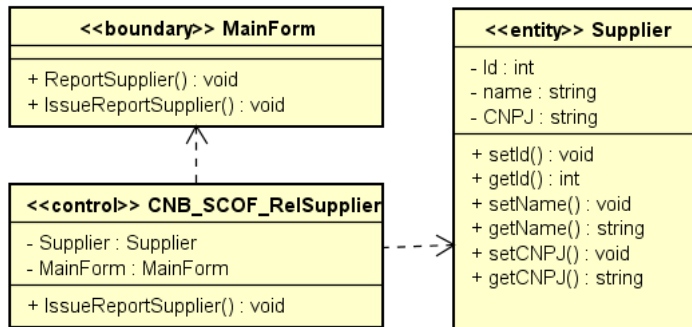 <<boundary>> MainForm
+ ReportSupplier() : void
+ IssueReportSupplier() : void
<<control>> CNB_SCOF_RelSupplier
- Supplier : Supplier
- MainForm : MainForm
+ IssueReportSupplier() : void
<<entity>> Supplier
- Id : int
- name : string
- CNPJ : string
+ setId() : void
+ getId() : int
+ setName() : void
+ getName() : string
+ setCNPJ() : void
+ getCNPJ() : string